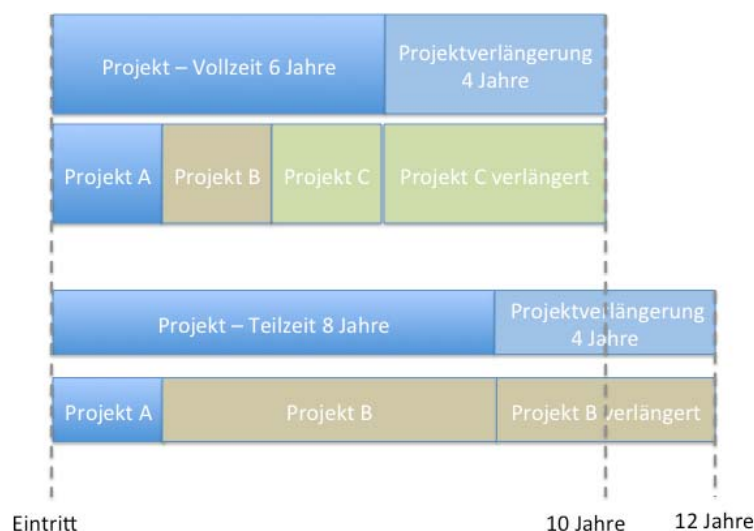 Projekt – Vollzeit 6 Jahre
Projektverlängerung
4 Jahre
Projekt A
Projekt B
Projekt C
Projekt C verlängert
Projekt – Teilzeit 8 Jahre
Projektverlängerung
4 Jahre
Projekt A
Projekt B
Projekt B verlängert
Eintritt
10 Jahre
12 Jahre